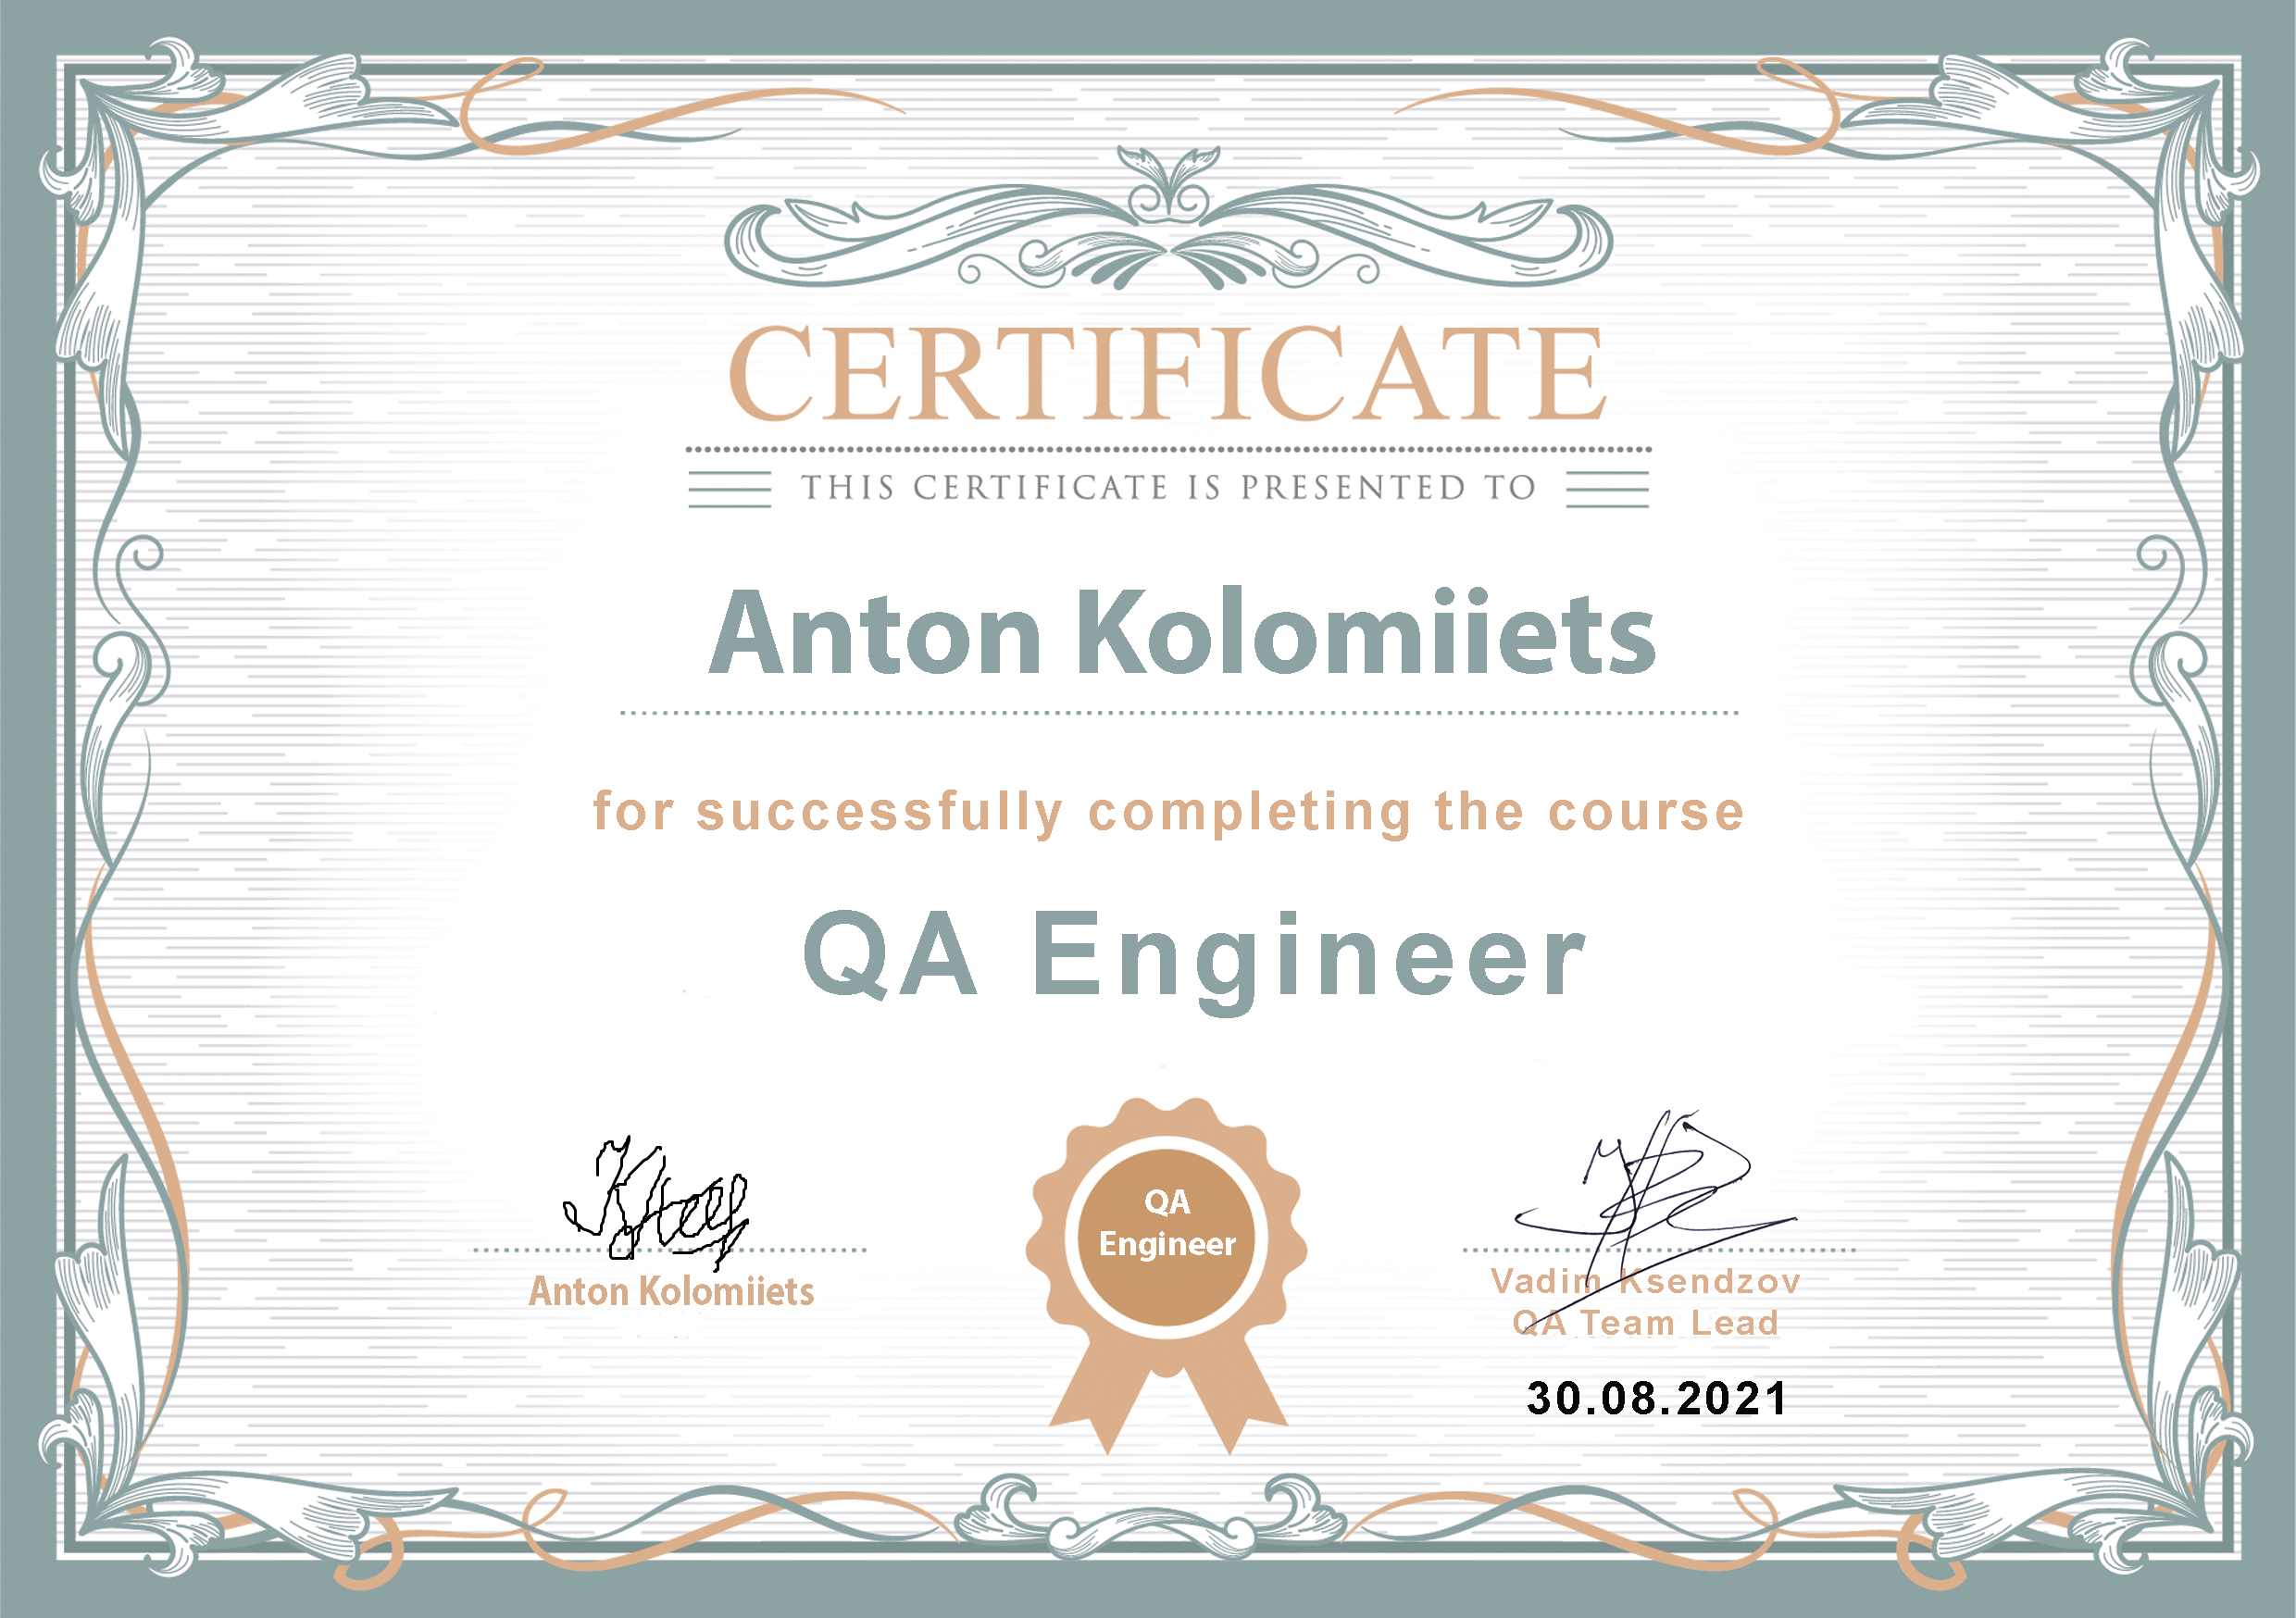 CERTIFICATE
THIS CERTIFICATE IS PRESENTED TO
Anton Kolomiiets
for successfully completing the course
QA Engineer
QA
Engineer
Anton Kolomiiets
Vadim Ksendzov
QA Team Lead
30.08.2021